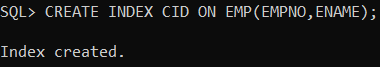 SQL> CREATE INDEX CID ON EMP(EMPNO,ENAME);
Index created.